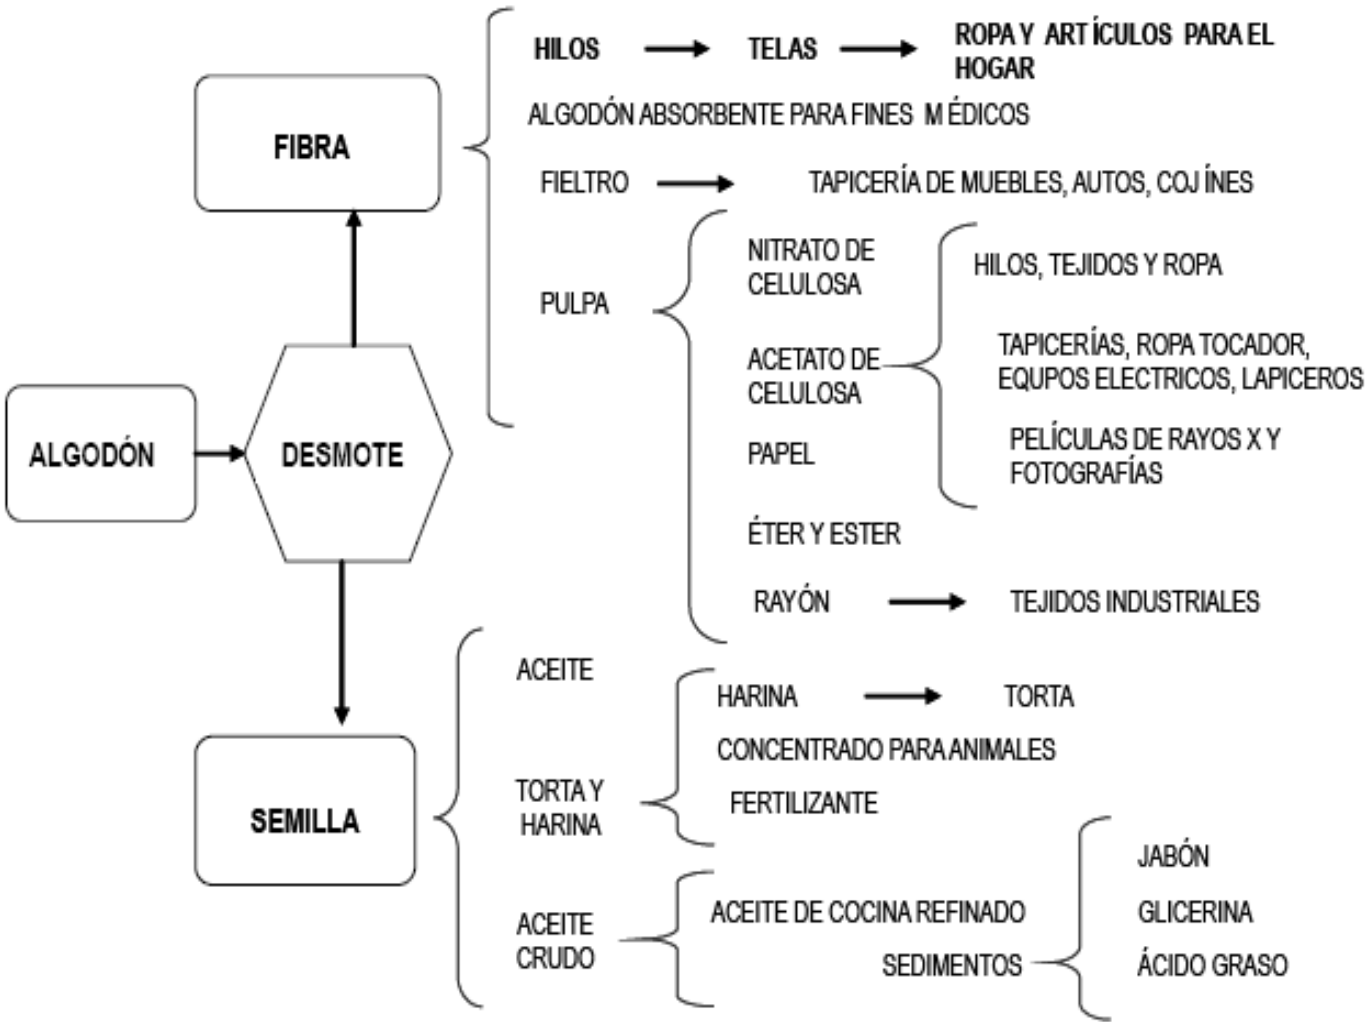 HILOS
TELAS
ROPA Y ARTÍCULOS PARA EL
HOGAR
FIBRA
ALGODÓN ABSORBENTE PARA FINES MÉDICOS
FIELTRO
TAPICERÍA DE MUEBLES, AUTOS, COJÍNES
PULPA
NITRATO DE
CELULOSA
HILOS, TEJIDOS Y ROPA
ACETATO DE
CELULOSA
TAPICERÍAS, ROPA TOCADOR,
EQUPOS ELECTRICOS, LAPICEROS
PELÍCULAS DE RAYOS X Y
FOTOGRAFÍAS
PAPEL
ÉTER Y ESTER
RAYÓN
TEJIDOS INDUSTRIALES
ALGODÓN
DESMOTE
SEMILLA
ACEITE
TORTA Y
HARINA
HARINA
TORTA
CONCENTRADO PARA ANIMALES
FERTILIZANTE
ACEITE
CRUDO
ACEITE DE COCINA REFINADO
SEDIMENTOS
JABÓN
GLICERINA
ÁCIDO GRASO